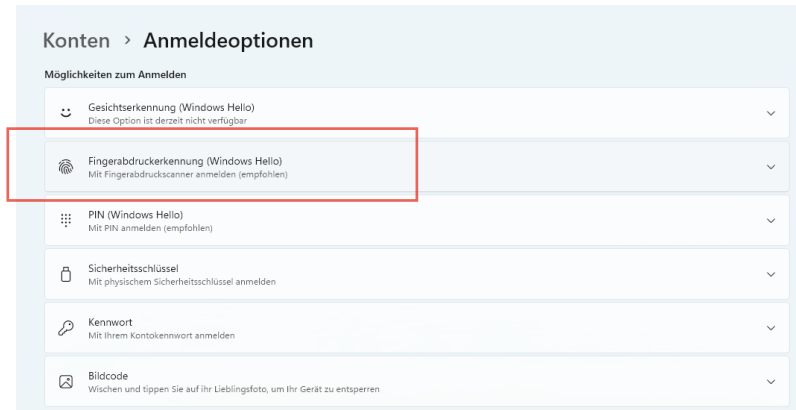 Konten > Anmeldeoptionen
Möglichkeiten zum Anmelden
Gesichtserkennung (Windows Hello)
Diese Option ist derzeit nicht verfügbar
Fingerabdruckerkennung (Windows Hello)
Mit Fingerabdruckscanner anmelden (empfohlen)
PIN (Windows Hello)
Mit PIN anmelden (empfohlen)
Sicherheitsschlüssel
Mit physischem Sicherheitsschlüssel anmelden
Kennwort
Mit Ihrem Kontokennwort anmelden
Bildcode
Wischen und tippen Sie auf ihr Lieblingsfoto, um Ihr Gerät zu entsperren